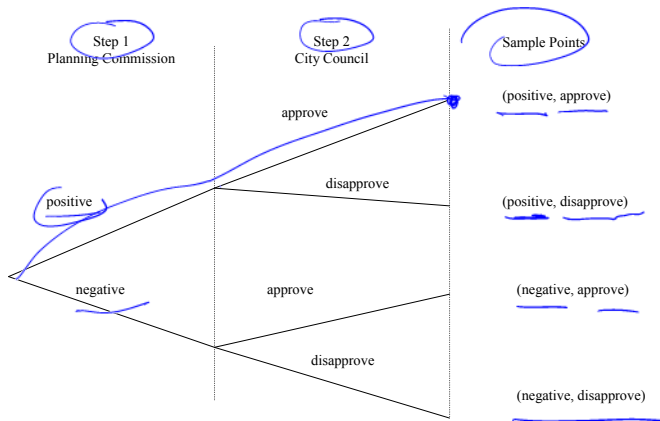 Step 1
Planning Commission
Step 2
City Council
Sample Points
approve
(positive, approve)
positive
disapprove
(positive, disapprove)
negative
approve
(negative, approve)
disapprove
(negative, disapprove)